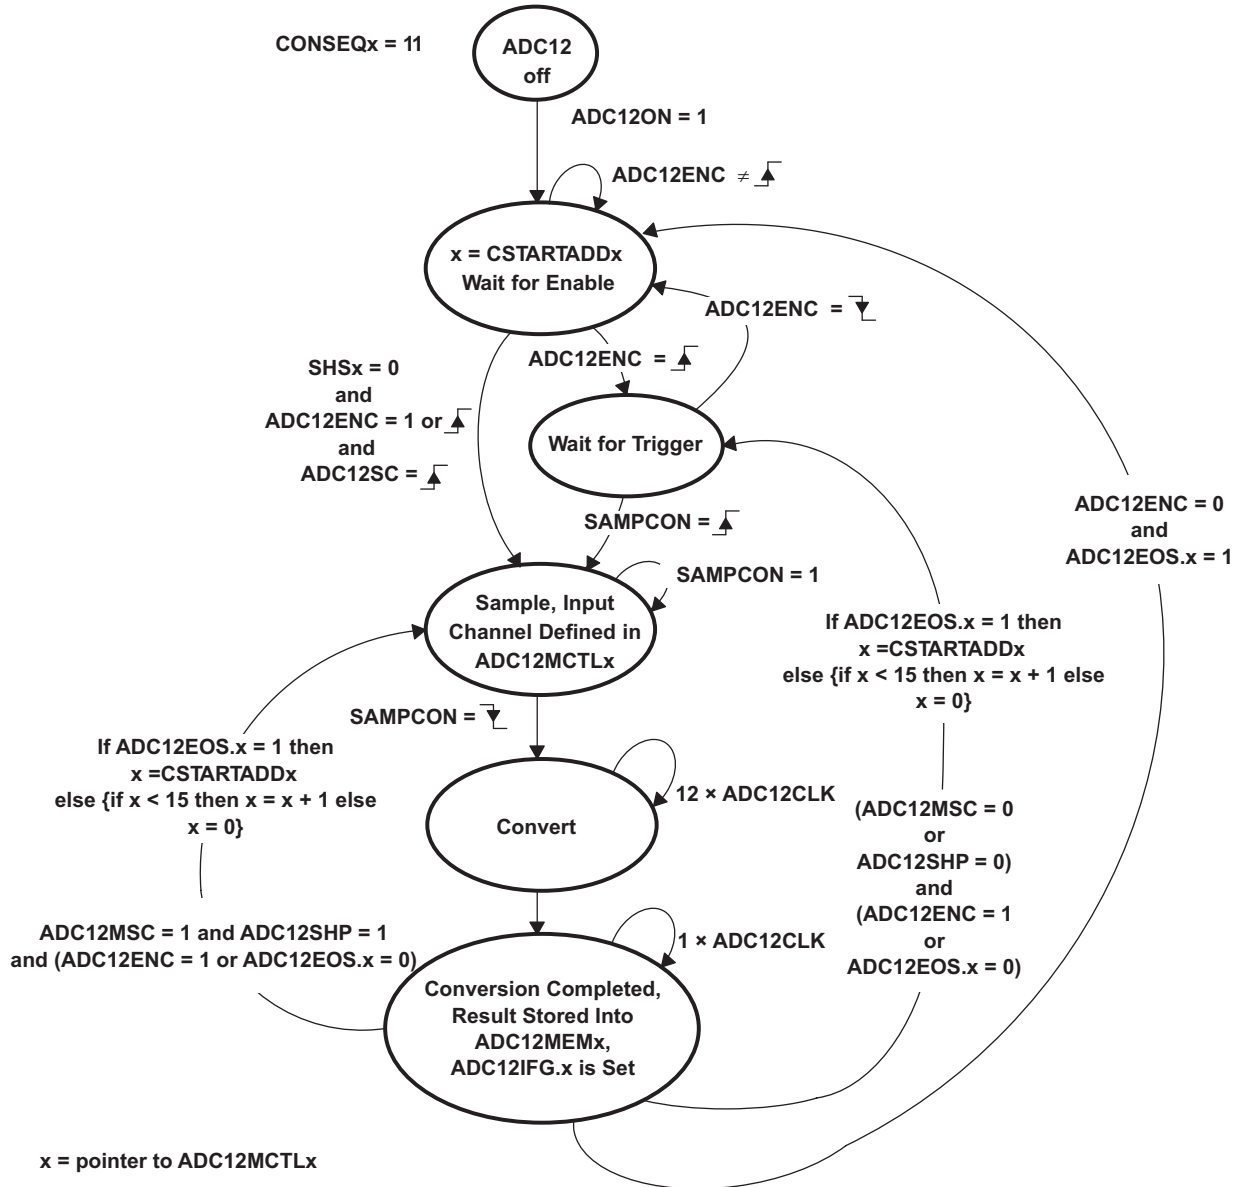 CONSEQx = 11
ADC12
off
ADC12ON = 1
ADC12ENC ≠
x = CSTARTADDx
Wait for Enable
ADC12ENC =
ADC12ENC =
SHSx = 0
and
ADC12ENC = 1 or
and
ADC12SC =
Wait for Trigger
SAMPCON =
ADC12ENC = 0
and
ADC12EOS.x = 1
SAMPCON = 1
Sample, Input
Channel Defined in
ADC12MCTLx
If ADC12EOS.x = 1 then
x =CSTARTADDx
else {if x < 15 then x = x + 1 else
x = 0}
SAMPCON =
If ADC12EOS.x = 1 then
x =CSTARTADDx
else {if x < 15 then x = x + 1 else
x = 0}
12 × ADC12CLK
Convert
(ADC12MSC = 0
or
ADC12SHP = 0)
and
(ADC12ENC = 1
or
ADC12EOS.x = 0)
ADC12MSC = 1 and ADC12SHP = 1
and (ADC12ENC = 1 or ADC12EOS.x = 0)
1 × ADC12CLK
Conversion Completed,
Result Stored Into
ADC12MEMx,
ADC12IFG.x is Set
x = pointer to ADC12MCTLx